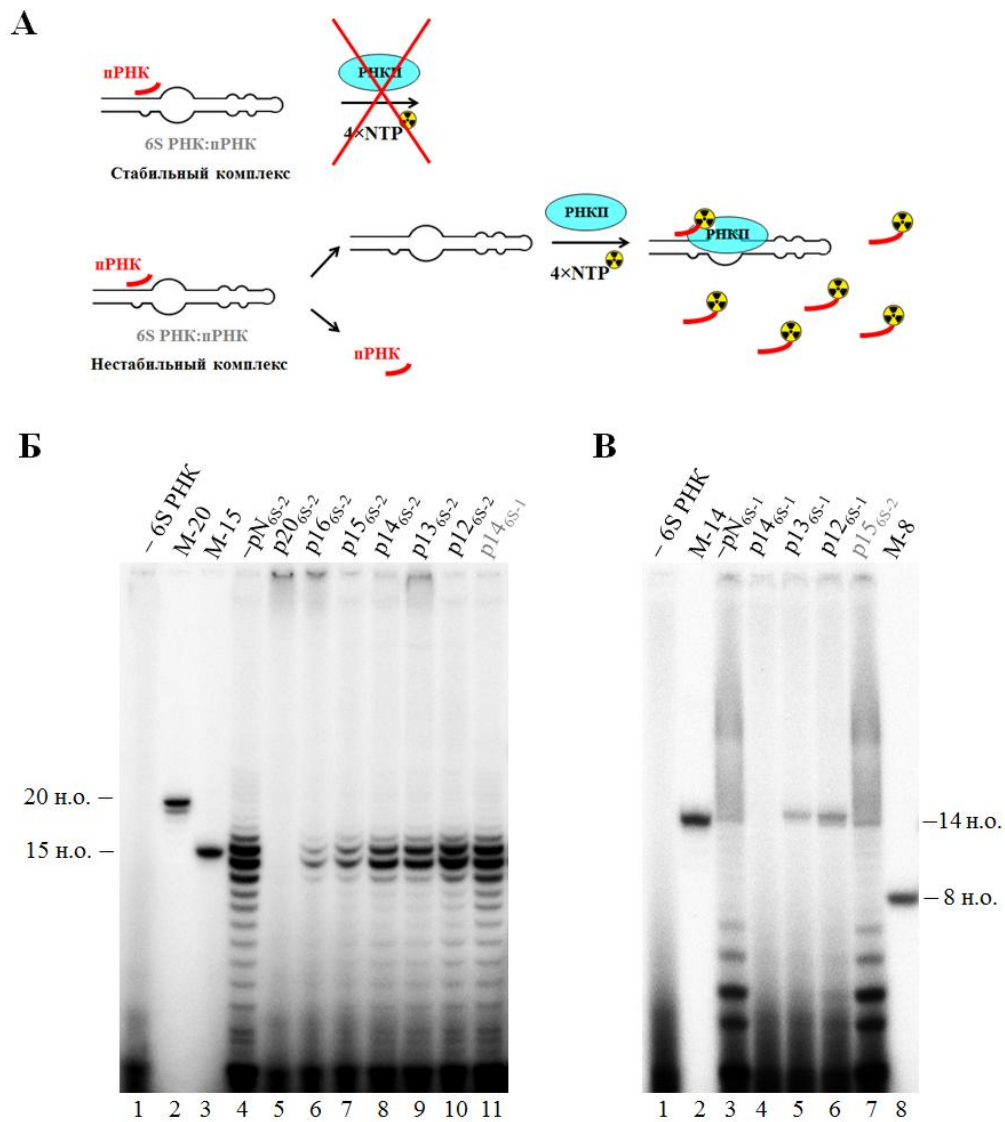 А
пРНК
РНКП
4×NTP
6S РНК:пРНК
Стабильный комплекс
пРНК
6S РНК:пРНК
Нестабильный комплекс
пРНК
РНКП
4×NTP
РНКП
Б
– 6S РНК
M-20
M-15
–pN6S-2
p206S-2
p166S-2
p156S-2
p146S-2
p136S-2
p126S-2
p146S-1
20 н.о. –
15 н.о. –
1 2 3 4 5 6 7 8 9 10 11
В
– 6S РНК
M-14
–pN6S-1
p146S-1
p136S-1
p126S-1
p156S-2
M-8
–14 н.о.
– 8 н.о.
1 2 3 4 5 6 7 8